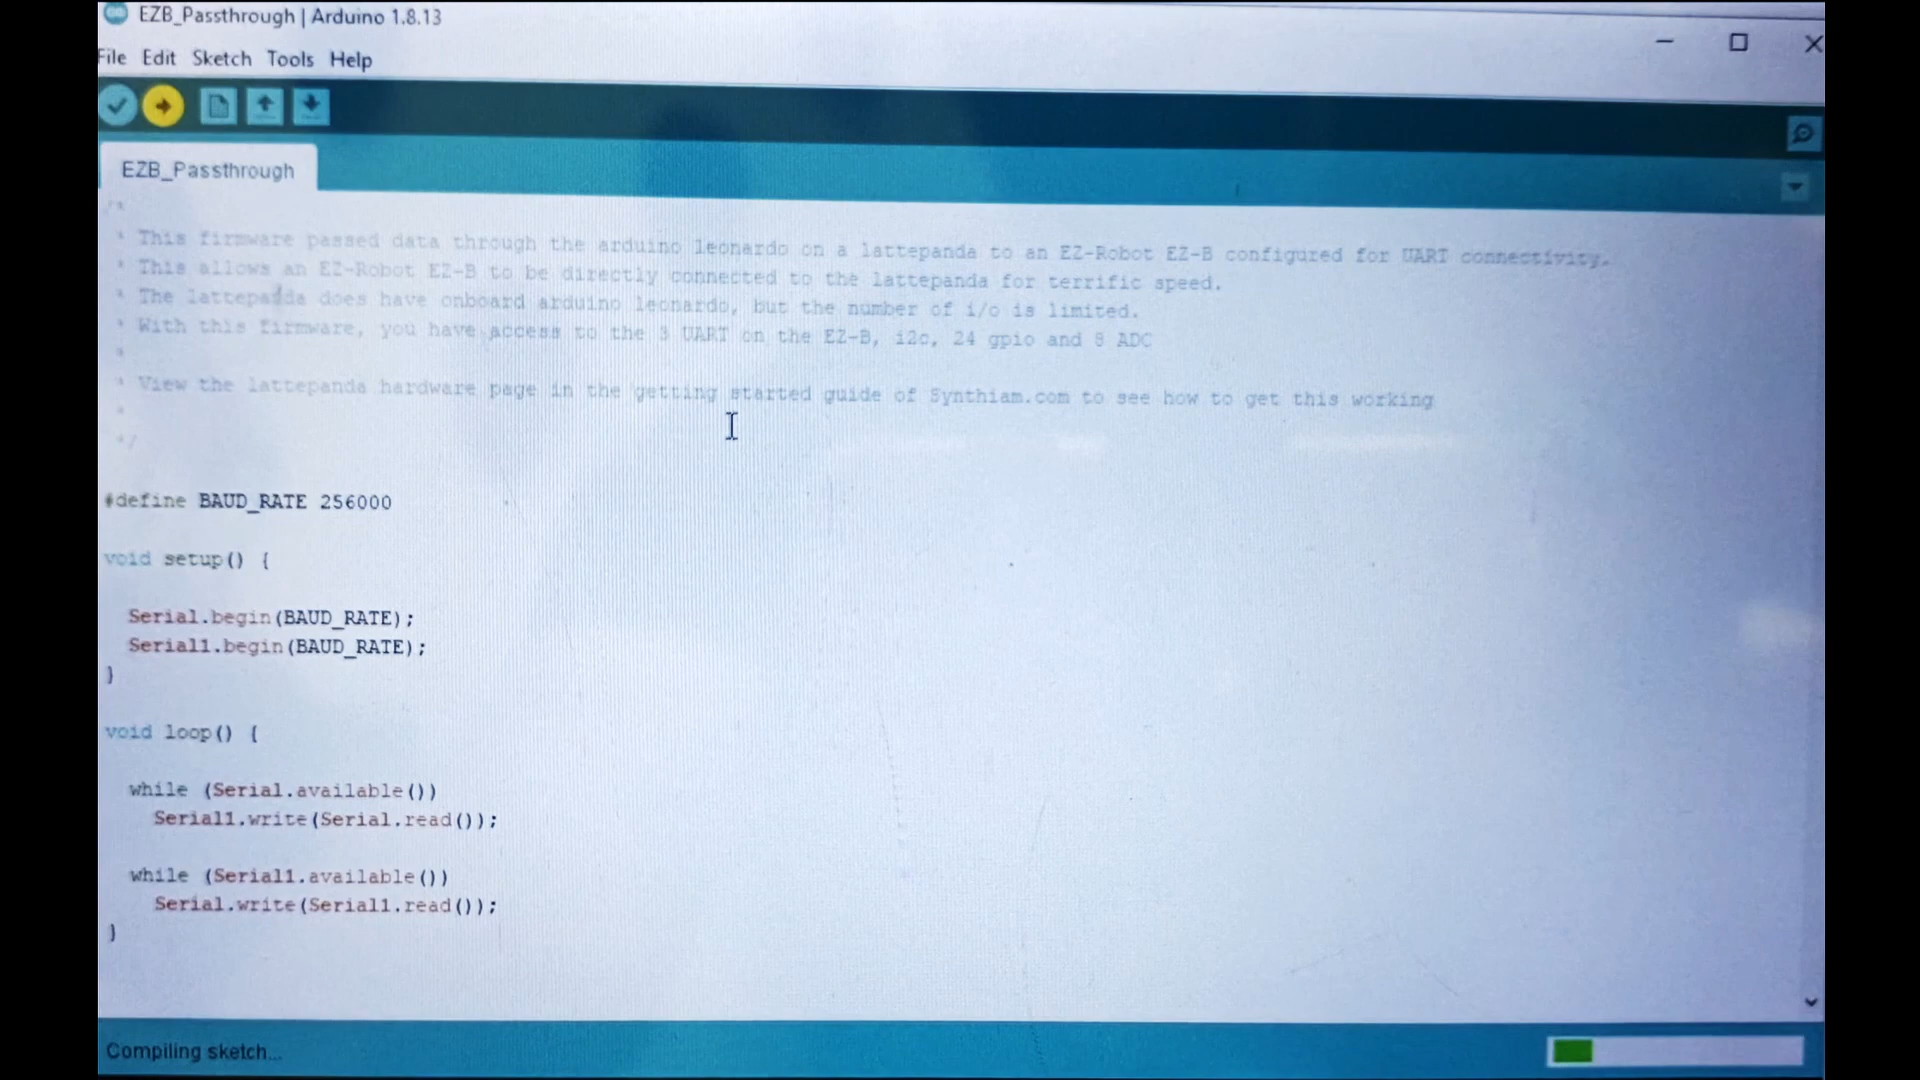 EZB_Passthrough | Arduino 1.8.13
File Edit Sketch Tools Help
EZB_Passthrough
/*
* This firmware passed data through the arduino leonardo on a lattepanda to an EZ-Robot EZ-B configured for UART connectivity.
* This allows an EZ-Robot EZ-B to be directly connected to the lattepanda for terrific speed.
* The lattepanda does have onboard arduino leonardo, but the number of i/o is limited.
* With this firmware, you have access to the 3 UART on the EZ-B, i2c, 24 gpio and 8 ADC
*
* View the lattepanda hardware page in the getting started guide of Synthiam.com to see how to get this working
*
*/
#define BAUD_RATE 256000
void setup() {
Serial.begin(BAUD_RATE);
Serial1.begin(BAUD_RATE);
}
void loop() {
while (Serial.available())
Serial1.write(Serial.read());
while (Serial1.available())
Serial.write(Serial1.read());
}
Compiling sketch...